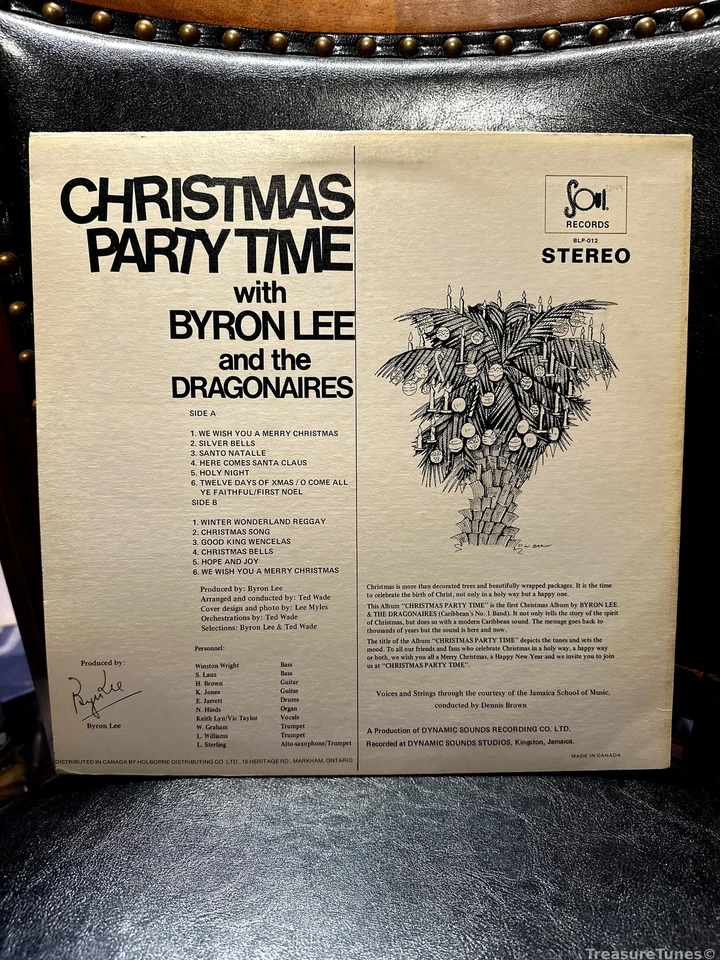 CHRISTMAS
PARTY TIME
with
BYRON LEE
and the
DRAGONAIRES
SIDE A
1. WE WISH YOU A MERRY CHRISTMAS
2. SILVER BELLS
3. SANTO NATALLE
4. HERE COMES SANTA CLAUS
5. HOLY NIGHT
6. TWELVE DAYS OF XMAS / O COME ALL
YE FAITHFUL/FIRST NOEL
SIDE B
1. WINTER WONDERLAND REGGAY
2. CHRISTMAS SONG
3. GOOD KING WENCELAS
4. CHRISTMAS BELLS
5. HOPE AND JOY
6. WE WISH YOU A MERRY CHRISTMAS
Produced by: Byron Lee
Arranged and conducted by: Ted Wade
Cover design and photo by: Lee Myles
Orchestrations by: Ted Wade
Selections: Byron Lee & Ted Wade
Personnel:
Winston Wright Bass
S. Lauz Bass
H. Brown Guitar
K. Jones Guitar
E. Jarrett Drums
N. Hinds Organ
Keith Lyn/Vic Taylor Vocals
W. Graham Trumpet
L. Williams Trumpet
L. Sterling Alto-saxophone/Trumpet
Produced by:
Byron Lee
Byron Lee
DISTRIBUTED IN CANADA BY HOLBORNE DISTRIBUTING CO. LTD., 15 HERITAGE RD., MARKHAM, ONTARIO
Soul.
RECORDS
BLP-012
STEREO
Christmas is more than decorated trees and beautifully wrapped packages. It is the time
to celebrate the birth of Christ, not only in a holy way but a happy one.
This Album "CHRISTMAS PARTY TIME" is the first Christmas Album by BYRON LEE
& THE DRAGONAIRES (Caribbean's No. 1 Band). It not only tells the story of the spirit
of Christmas, but does so with a modern Caribbean sound. The message goes back to
thousands of years but the sound is here and now.
The title of the Album "CHRISTMAS PARTY TIME" depicts the tunes and sets the
mood. To all our friends and fans who celebrate Christmas in a holy way, a happy way
or both, we wish you all a Merry Christmas, a Happy New Year and we invite you to join
us at "CHRISTMAS PARTY TIME".
Voices and Strings through the courtesy of the Jamaica School of Music,
conducted by Dennis Brown
A Production of DYNAMIC SOUNDS RECORDING CO. LTD.
Recorded at DYNAMIC SOUNDS STUDIOS, Kingston, Jamaica.
MADE IN CANADA
TreasureTunes©